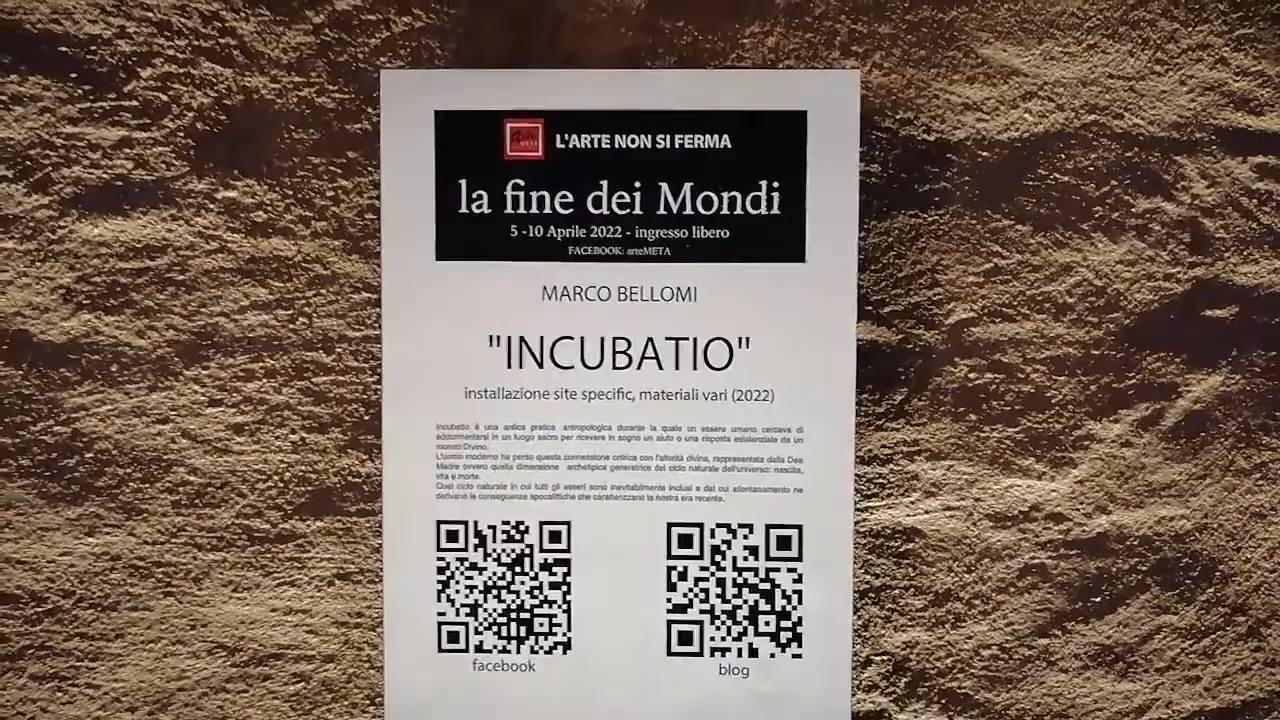 L'ARTE NON SI FERMA
la fine dei Mondi
5 -10 Aprile 2022 - ingresso libero
FACEBOOK: arteMETA
MARCO BELLOMI
"INCUBATIO"
installazione site specific, materiali vari (2022)
Incubatio è una antica pratica antropologica durante la quale un essere umano cercava di
addormentarsi in un luogo sacro per ricevere in sogno un aiuto o una risposta esistenziale da un
mondo Divino.
L'uomo moderno ha perso questa connessione onirica con l'alterità divina, rappresentata dalla Dea
Madre ovvero quella dimensione archetipica generatrice del ciclo naturale dell'universo: nascita,
vita e morte.
Quel ciclo naturale in cui tutti gli esseri sono inevitabilmente inclusi e dal cui allontanamento ne
derivano le conseguenze apocalittiche che caratterizzano la nostra era recente.
facebook
blog